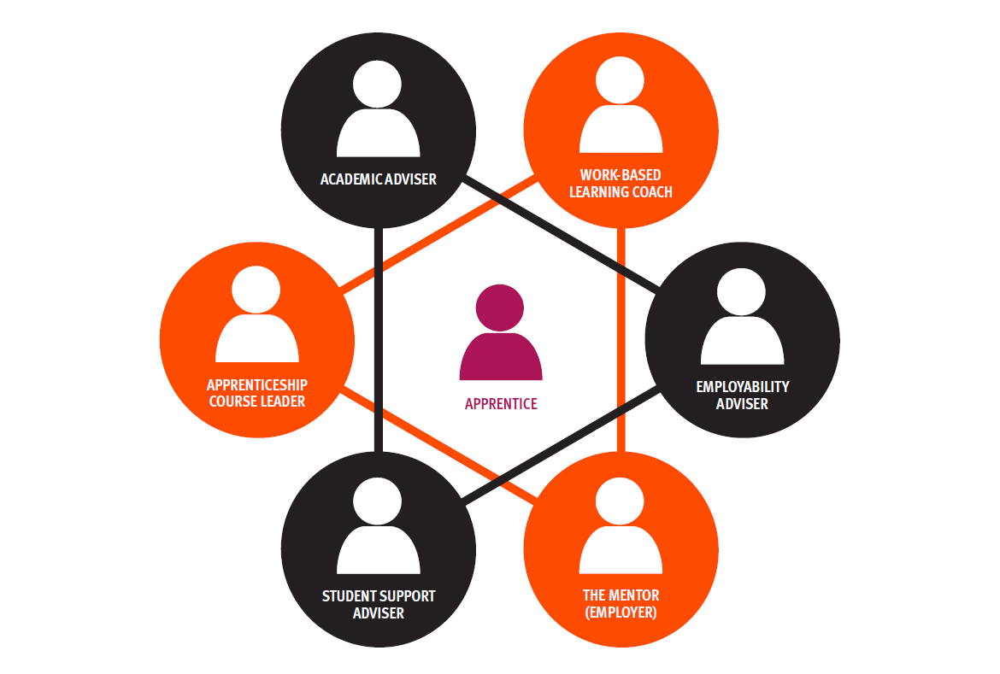 ACADEMIC ADVISER
WORK-BASED
LEARNING COACH
APPRENTICESHIP
COURSE LEADER
APPRENTICE
EMPLOYABILITY
ADVISER
STUDENT SUPPORT
ADVISER
THE MENTOR
(EMPLOYER)